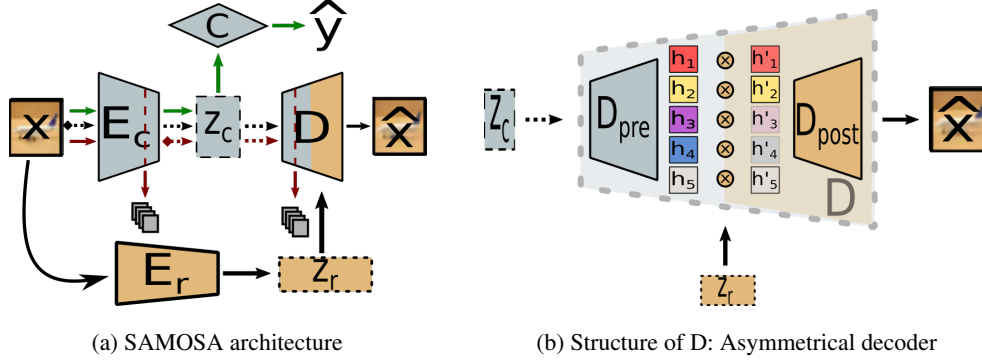 C
ŷ
x
E_c
z_c
D
x̂
E_r
z_r
(a) SAMOSA architecture
z_c
D_pre
h_1 ⊗ h'_1
h_2 ⊗ h'_2
h_3 ⊗ h'_3
h_4 ⊗ h'_4
h_5 ⊗ h'_5
D_post
D
x̂
z_r
(b) Structure of D: Asymmetrical decoder